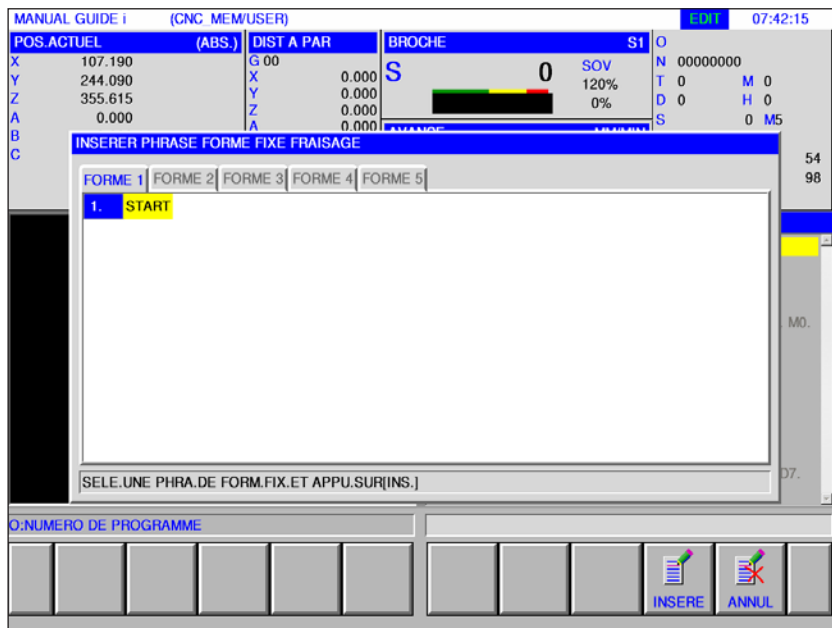 MANUAL GUIDE i (CNC_MEM/USER) EDIT 07:42:15
POS.ACTUEL (ABS.) DIST A PAR BROCHE S1 O
X 107.190 G 00 N 00000000
Y 244.090 X 0.000 S 0 SOV T 0 M 0
Z 355.615 Y 0.000 120% D 0 H 0
A 0.000 Z 0.000 0% S 0 M5
B A 0.000
C 54
98
INSERER PHRASE FORME FIXE FRAISAGE
FORME 1 FORME 2 FORME 3 FORME 4 FORME 5
1. START
M0.
D7.
SELE.UNE PHRA.DE FORM.FIX.ET APPU.SUR[INS.]
O:NUMERO DE PROGRAMME
INSERE ANNUL